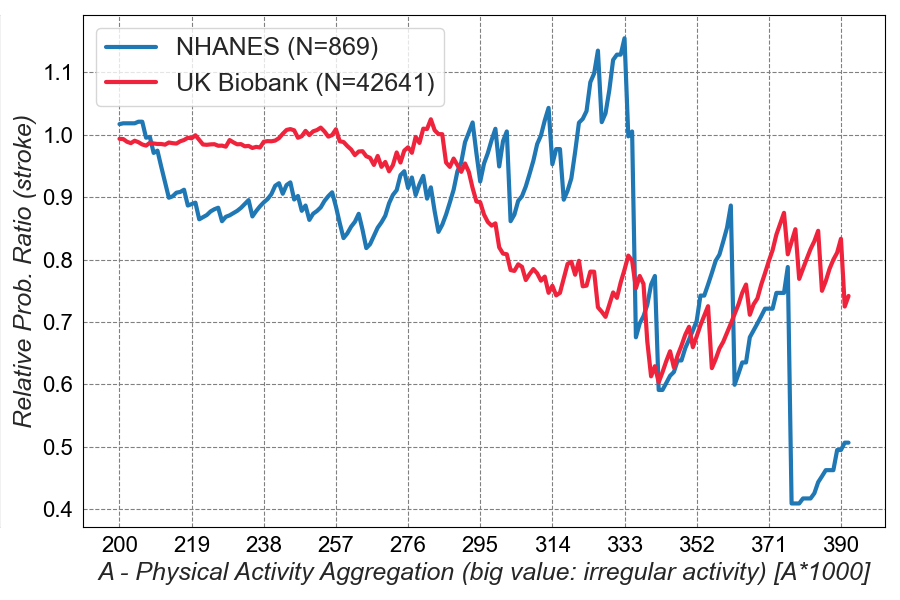 NHANES (N=869)
UK Biobank (N=42641)
Relative Prob. Ratio (stroke)
1.1
1.0
0.9
0.8
0.7
0.6
0.5
0.4
200 219 238 257 276 295 314 333 352 371 390
A - Physical Activity Aggregation (big value: irregular activity) [A*1000]